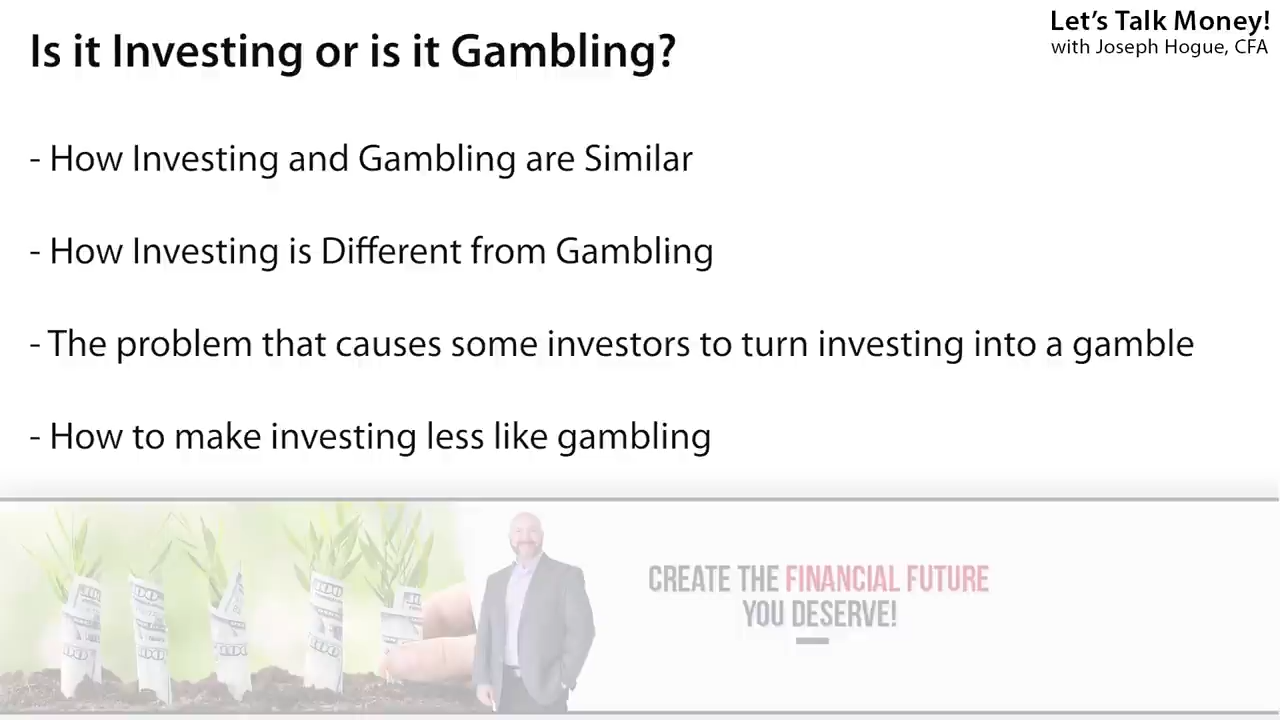 Let's Talk Money!
with Joseph Hogue, CFA
Is it Investing or is it Gambling?
- How Investing and Gambling are Similar
- How Investing is Different from Gambling
- The problem that causes some investors to turn investing into a gamble
- How to make investing less like gambling
CREATE THE FINANCIAL FUTURE
YOU DESERVE!